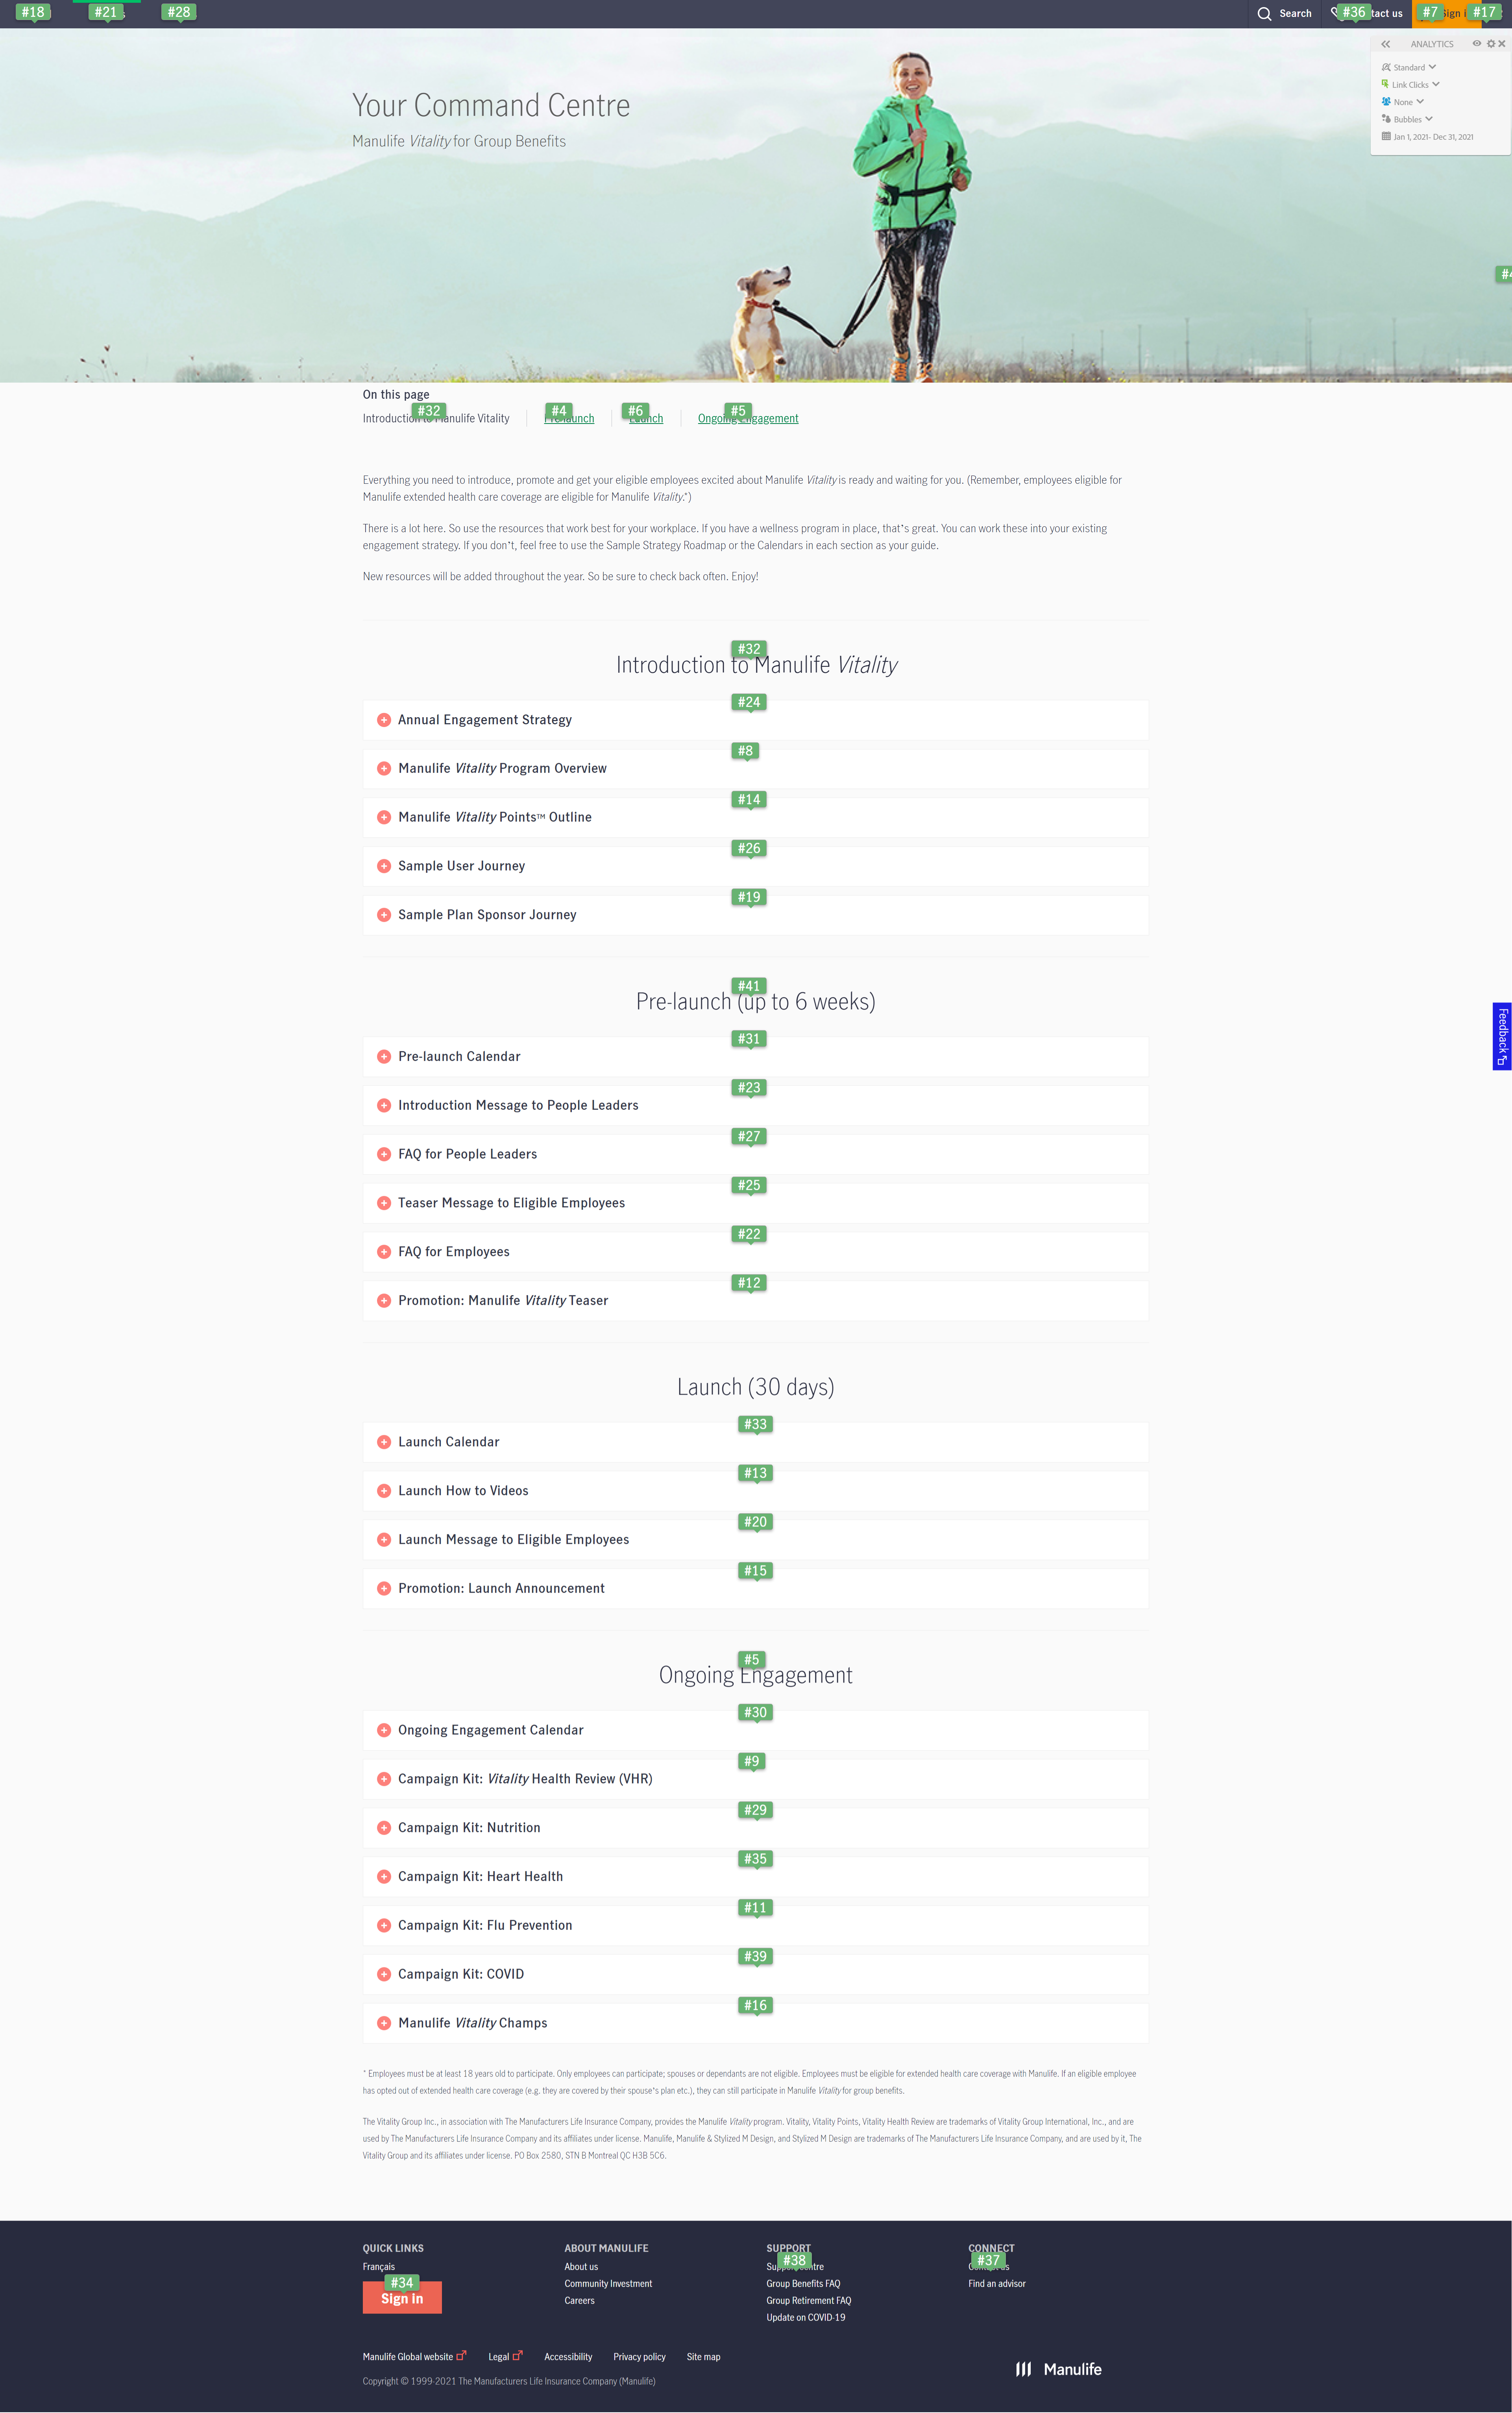 #18
#21
#28
Search
#36
tact us
#7
Sign i
#17
ANALYTICS
Standard
Link Clicks
None
Bubbles
Jan 1, 2021- Dec 31, 2021
Your Command Centre
Manulife Vitality for Group Benefits
On this page
#32
#4
#6
#5
Introduction to Manulife Vitality
Pre-launch
Launch
Ongoing Engagement
Everything you need to introduce, promote and get your eligible employees excited about Manulife Vitality is ready and waiting for you. (Remember, employees eligible for
Manulife extended health care coverage are eligible for Manulife Vitality.*)
There is a lot here. So use the resources that work best for your workplace. If you have a wellness program in place, that's great. You can work these into your existing
engagement strategy. If you don't, feel free to use the Sample Strategy Roadmap or the Calendars in each section as your guide.
New resources will be added throughout the year. So be sure to check back often. Enjoy!
#32
Introduction to Manulife Vitality
#24
Annual Engagement Strategy
#8
Manulife Vitality Program Overview
#14
Manulife Vitality Points™ Outline
#26
Sample User Journey
#19
Sample Plan Sponsor Journey
#41
Pre-launch (up to 6 weeks)
Feedback
#31
Pre-launch Calendar
#23
Introduction Message to People Leaders
#27
FAQ for People Leaders
#25
Teaser Message to Eligible Employees
#22
FAQ for Employees
#12
Promotion: Manulife Vitality Teaser
Launch (30 days)
#33
Launch Calendar
#13
Launch How to Videos
#20
Launch Message to Eligible Employees
#15
Promotion: Launch Announcement
#5
Ongoing Engagement
#30
Ongoing Engagement Calendar
#9
Campaign Kit: Vitality Health Review (VHR)
#29
Campaign Kit: Nutrition
#35
Campaign Kit: Heart Health
#11
Campaign Kit: Flu Prevention
#39
Campaign Kit: COVID
#16
Manulife Vitality Champs
* Employees must be at least 18 years old to participate. Only employees can participate; spouses or dependants are not eligible. Employees must be eligible for extended health care coverage with Manulife. If an eligible employee
has opted out of extended health care coverage (e.g. they are covered by their spouse's plan etc.), they can still participate in Manulife Vitality for group benefits.
The Vitality Group Inc., in association with The Manufacturers Life Insurance Company, provides the Manulife Vitality program. Vitality, Vitality Points, Vitality Health Review are trademarks of Vitality Group International, Inc., and are
used by The Manufacturers Life Insurance Company and its affiliates under license. Manulife, Manulife & Stylized M Design, and Stylized M Design are trademarks of The Manufacturers Life Insurance Company, and are used by it, The
Vitality Group and its affiliates under license. PO Box 2580, STN B Montreal QC H3B 5C6.
QUICK LINKS
Français
#34
Sign in
ABOUT MANULIFE
About us
Community Investment
Careers
SUPPORT
#38
Support Centre
Group Benefits FAQ
Group Retirement FAQ
Update on COVID-19
CONNECT
#37
Contact us
Find an advisor
Manulife Global website
Legal
Accessibility
Privacy policy
Site map
Manulife
Copyright © 1999-2021 The Manufacturers Life Insurance Company (Manulife)